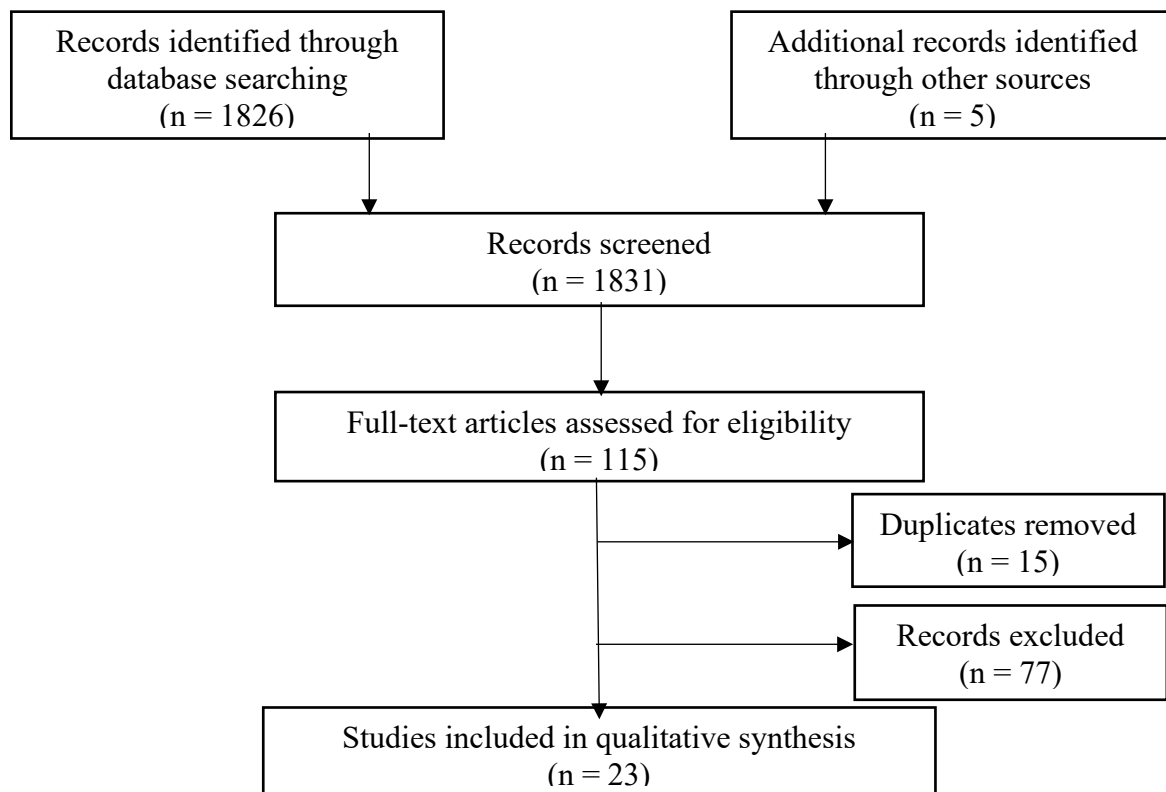 Records identified through
database searching
(n = 1826)
Additional records identified
through other sources
(n = 5)
Records screened
(n = 1831)
Full-text articles assessed for eligibility
(n = 115)
Duplicates removed
(n = 15)
Records excluded
(n = 77)
Studies included in qualitative synthesis
(n = 23)